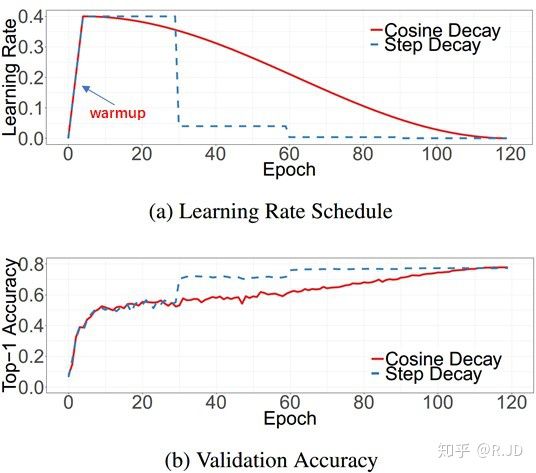 Learning Rate
0.4
0.3
0.2
0.1
0.0
Cosine Decay
Step Decay
warmup
0 20 40 60 80 100 120
Epoch
(a) Learning Rate Schedule
Top-1 Accuracy
0.8
0.6
0.4
0.2
0.0
Cosine Decay
Step Decay
0 20 40 60 80 100 120
Epoch
(b) Validation Accuracy
知乎 @R.JD